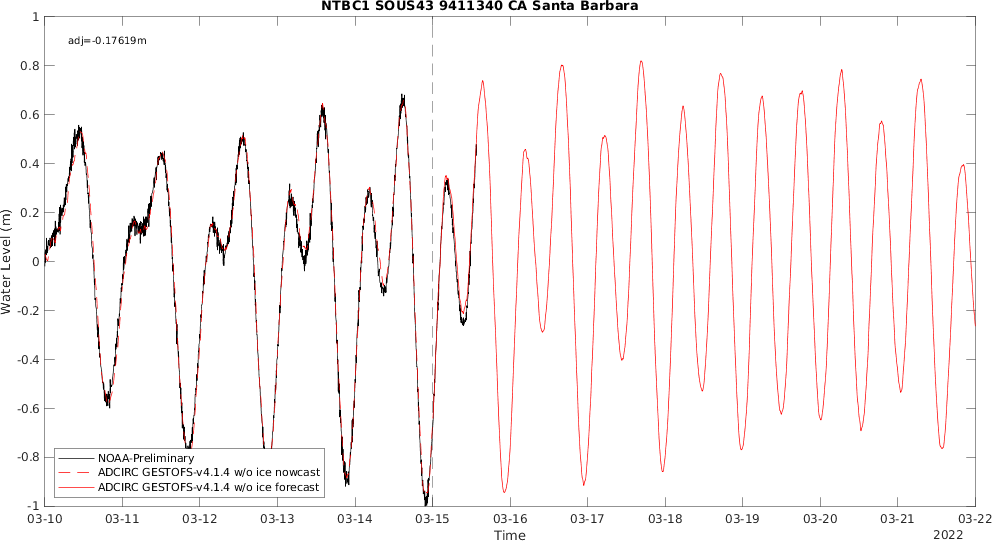 NTBC1 SOUS43 9411340 CA Santa Barbara
adj=-0.17619m
Water Level (m)
1
0.8
0.6
0.4
0.2
0
-0.2
-0.4
-0.6
-0.8
-1
NOAA-Preliminary
ADCIRC GESTOFS-v4.1.4 w/o ice nowcast
ADCIRC GESTOFS-v4.1.4 w/o ice forecast
03-10 03-11 03-12 03-13 03-14 03-15 03-16 03-17 03-18 03-19 03-20 03-21 03-22
Time
2022